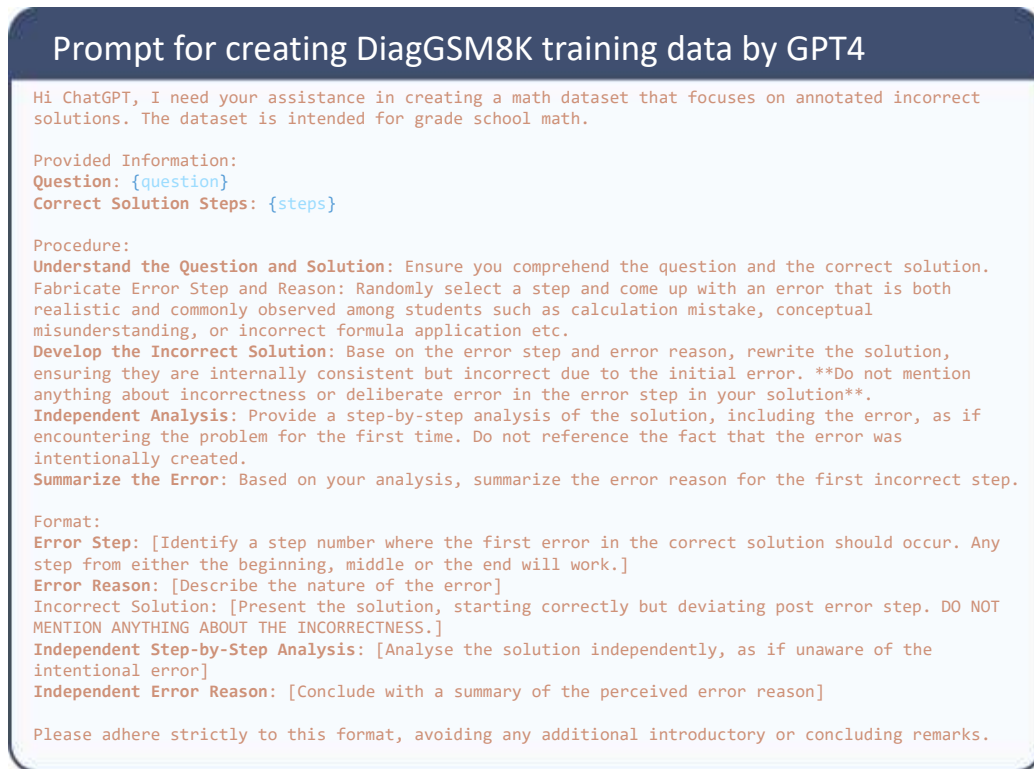 Prompt for creating DiagGSM8K training data by GPT4
Hi ChatGPT, I need your assistance in creating a math dataset that focuses on annotated incorrect
solutions. The dataset is intended for grade school math.
Provided Information:
Question: {question}
Correct Solution Steps: {steps}
Procedure:
Understand the Question and Solution: Ensure you comprehend the question and the correct solution.
Fabricate Error Step and Reason: Randomly select a step and come up with an error that is both
realistic and commonly observed among students such as calculation mistake, conceptual
misunderstanding, or incorrect formula application etc.
Develop the Incorrect Solution: Base on the error step and error reason, rewrite the solution,
ensuring they are internally consistent but incorrect due to the initial error. **Do not mention
anything about incorrectness or deliberate error in the error step in your solution**.
Independent Analysis: Provide a step-by-step analysis of the solution, including the error, as if
encountering the problem for the first time. Do not reference the fact that the error was
intentionally created.
Summarize the Error: Based on your analysis, summarize the error reason for the first incorrect step.
Format:
Error Step: [Identify a step number where the first error in the correct solution should occur. Any
step from either the beginning, middle or the end will work.]
Error Reason: [Describe the nature of the error]
Incorrect Solution: [Present the solution, starting correctly but deviating post error step. DO NOT
MENTION ANYTHING ABOUT THE INCORRECTNESS.]
Independent Step-by-Step Analysis: [Analyse the solution independently, as if unaware of the
intentional error]
Independent Error Reason: [Conclude with a summary of the perceived error reason]
Please adhere strictly to this format, avoiding any additional introductory or concluding remarks.